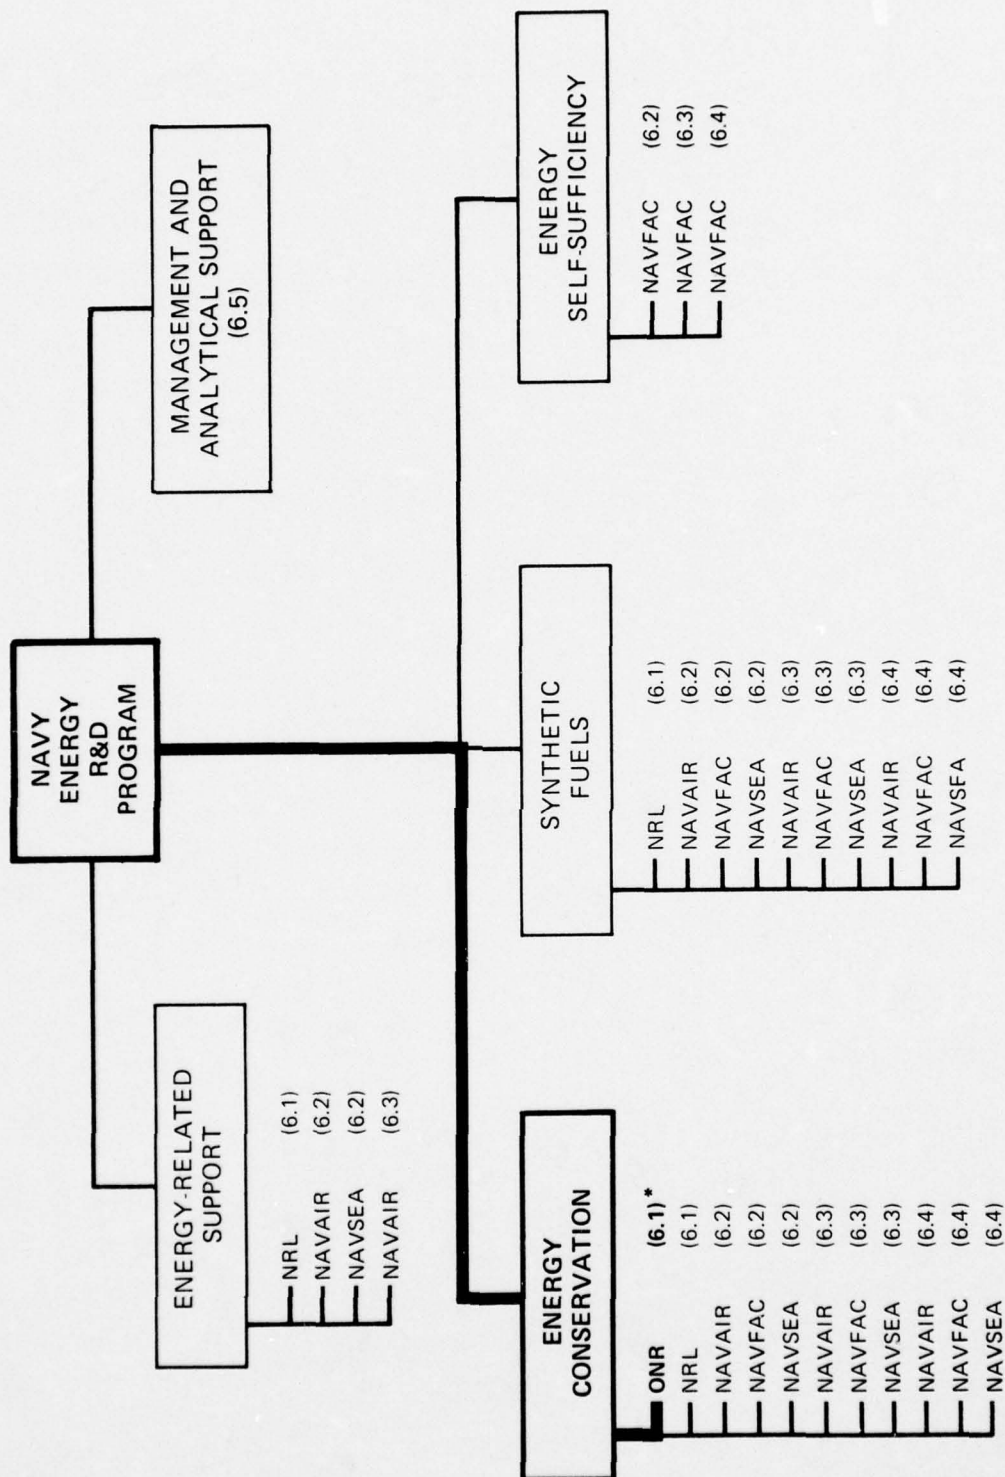 NAVY
ENERGY
R&D
PROGRAM
ENERGY-RELATED
SUPPORT
NRL (6.1)
NAVAIR (6.2)
NAVSEA (6.2)
NAVAIR (6.3)
MANAGEMENT AND
ANALYTICAL SUPPORT
(6.5)
ENERGY
CONSERVATION
ONR (6.1)*
NRL (6.1)
NAVAIR (6.2)
NAVFAC (6.2)
NAVSEA (6.2)
NAVAIR (6.3)
NAVFAC (6.3)
NAVSEA (6.3)
NAVAIR (6.4)
NAVFAC (6.4)
NAVSEA (6.4)
SYNTHETIC
FUELS
NRL (6.1)
NAVAIR (6.2)
NAVFAC (6.2)
NAVSEA (6.2)
NAVAIR (6.3)
NAVFAC (6.3)
NAVSEA (6.3)
NAVAIR (6.4)
NAVFAC (6.4)
NAVSFA (6.4)
ENERGY
SELF-SUFFICIENCY
NAVFAC (6.2)
NAVFAC (6.3)
NAVFAC (6.4)